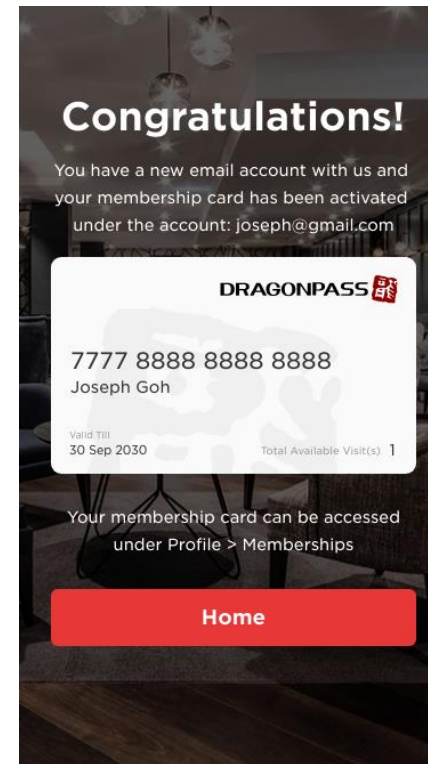 Congratulations!
You have a new email account with us and
your membership card has been activated
under the account: joseph@gmail.com
DRAGONPASS
7777 8888 8888 8888
Joseph Goh
Valid Till
30 Sep 2030
Total Available Visit(s) 1
Your membership card can be accessed
under Profile > Memberships
Home